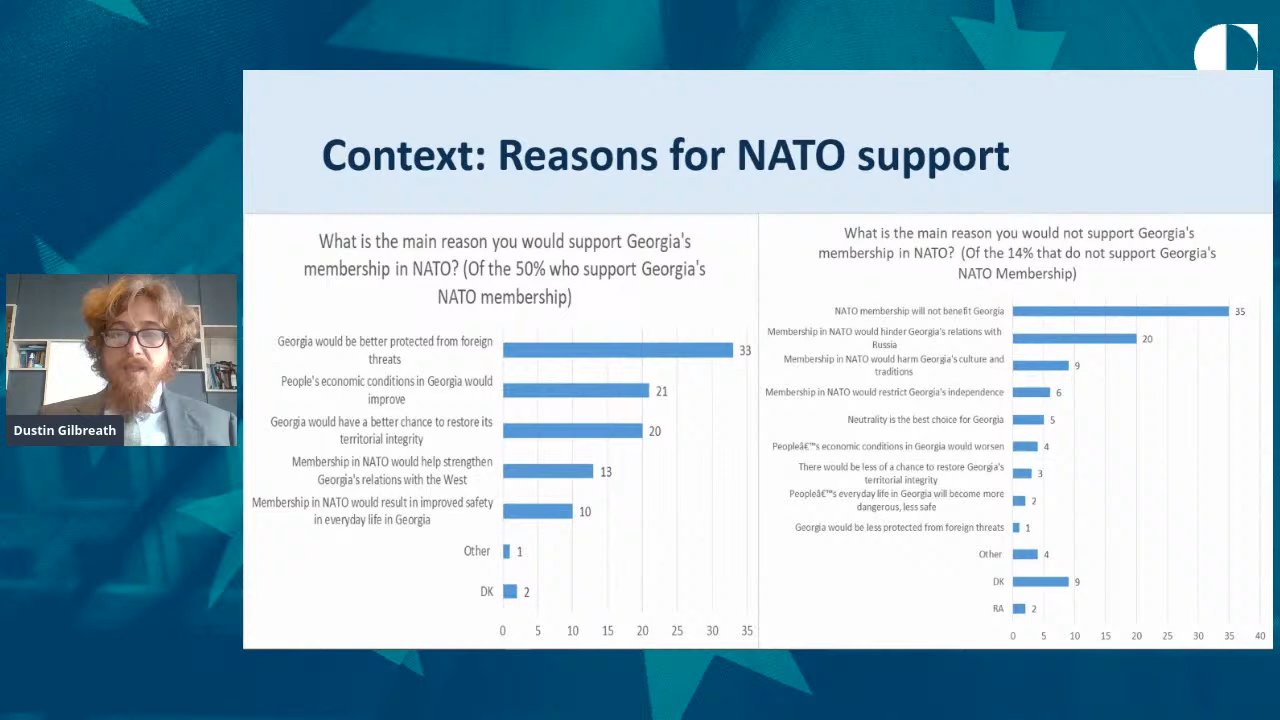 Context: Reasons for NATO support
What is the main reason you would support Georgia's
membership in NATO? (Of the 50% who support Georgia's
NATO membership)
Georgia would be better protected from foreign
threats
33
People's economic conditions in Georgia would
improve
21
Georgia would have a better chance to restore its
territorial integrity
20
Membership in NATO would help strengthen
Georgia's relations with the West
13
Membership in NATO would result in improved safety
in everyday life in Georgia
10
Other
1
DK
2
0 5 10 15 20 25 30 35
What is the main reason you would not support Georgia's
membership in NATO? (Of the 14% that do not support Georgia's
NATO Membership)
NATO membership will not benefit Georgia
35
Membership in NATO would hinder Georgia's relations with
Russia
20
Membership in NATO would harm Georgia's culture and
traditions
9
Membership in NATO would restrict Georgia's independence
6
Neutrality is the best choice for Georgia
5
Peopleâ€™s economic conditions in Georgia would worsen
4
There would be less of a chance to restore Georgia's
territorial integrity
3
Peopleâ€™s everyday life in Georgia will become more
dangerous, less safe
2
Georgia would be less protected from foreign threats
1
Other
4
DK
9
RA
2
0 5 10 15 20 25 30 35 40
Dustin Gilbreath